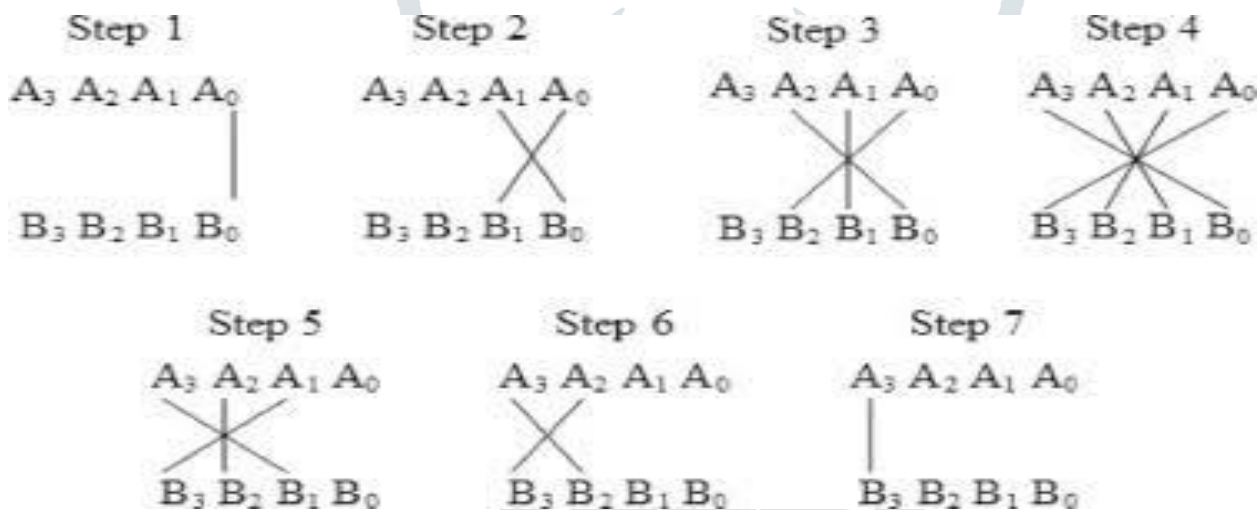 Step 1 Step 2 Step 3 Step 4
A₃ A₂ A₁ A₀ A₃ A₂ A₁ A₀ A₃ A₂ A₁ A₀ A₃ A₂ A₁ A₀
B₃ B₂ B₁ B₀ B₃ B₂ B₁ B₀ B₃ B₂ B₁ B₀ B₃ B₂ B₁ B₀
Step 5 Step 6 Step 7
A₃ A₂ A₁ A₀ A₃ A₂ A₁ A₀ A₃ A₂ A₁ A₀
B₃ B₂ B₁ B₀ B₃ B₂ B₁ B₀ B₃ B₂ B₁ B₀